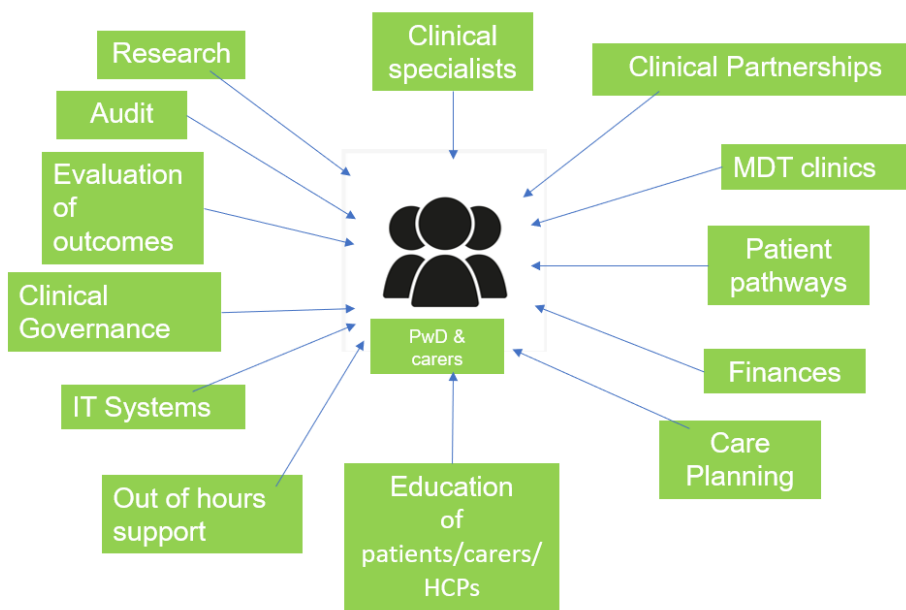 Research
Clinical
specialists
Clinical Partnerships
Audit
MDT clinics
Evaluation
of
outcomes
Patient
pathways
Clinical
Governance
PwD &
carers
Finances
IT Systems
Care
Planning
Out of hours
support
Education
of
patients/carers/
HCPs